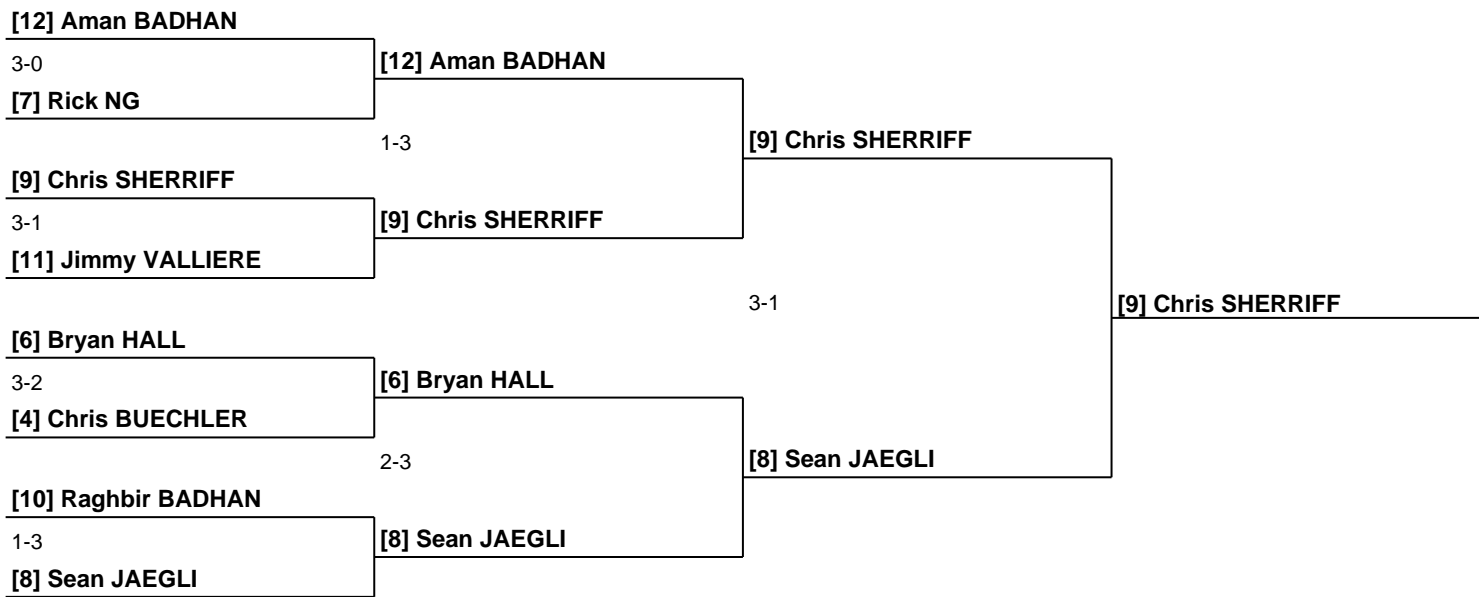 [12] Aman BADHAN
3-0
[12] Aman BADHAN
[7] Rick NG
1-3
[9] Chris SHERRIFF
[9] Chris SHERRIFF
3-1
[9] Chris SHERRIFF
[11] Jimmy VALLIERE
3-1
[9] Chris SHERRIFF
[6] Bryan HALL
3-2
[6] Bryan HALL
[4] Chris BUECHLER
2-3
[8] Sean JAEGLI
[10] Raghbir BADHAN
1-3
[8] Sean JAEGLI
[8] Sean JAEGLI